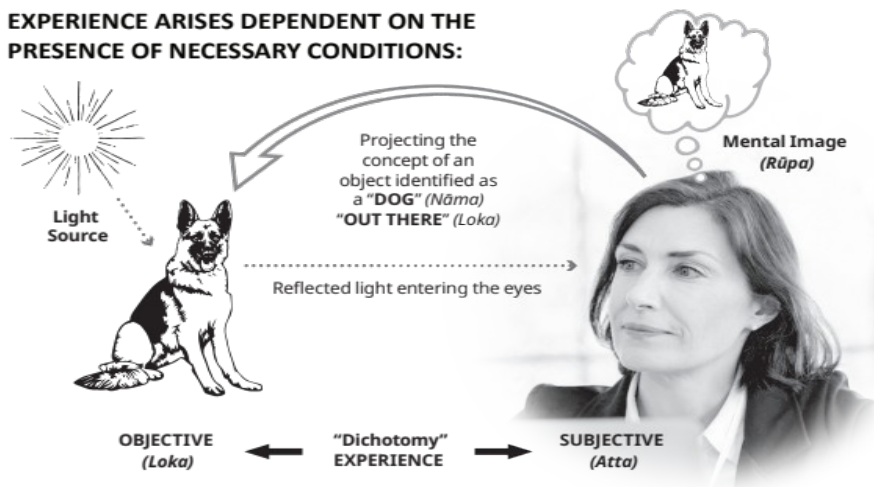 EXPERIENCE ARISES DEPENDENT ON THE
PRESENCE OF NECESSARY CONDITIONS:
Light
Source
Projecting the
concept of an
object identified as
a “DOG” (Nāma)
“OUT THERE” (Loka)
Mental Image
(Rūpa)
Reflected light entering the eyes
OBJECTIVE
(Loka)
“Dichotomy”
EXPERIENCE
SUBJECTIVE
(Atta)